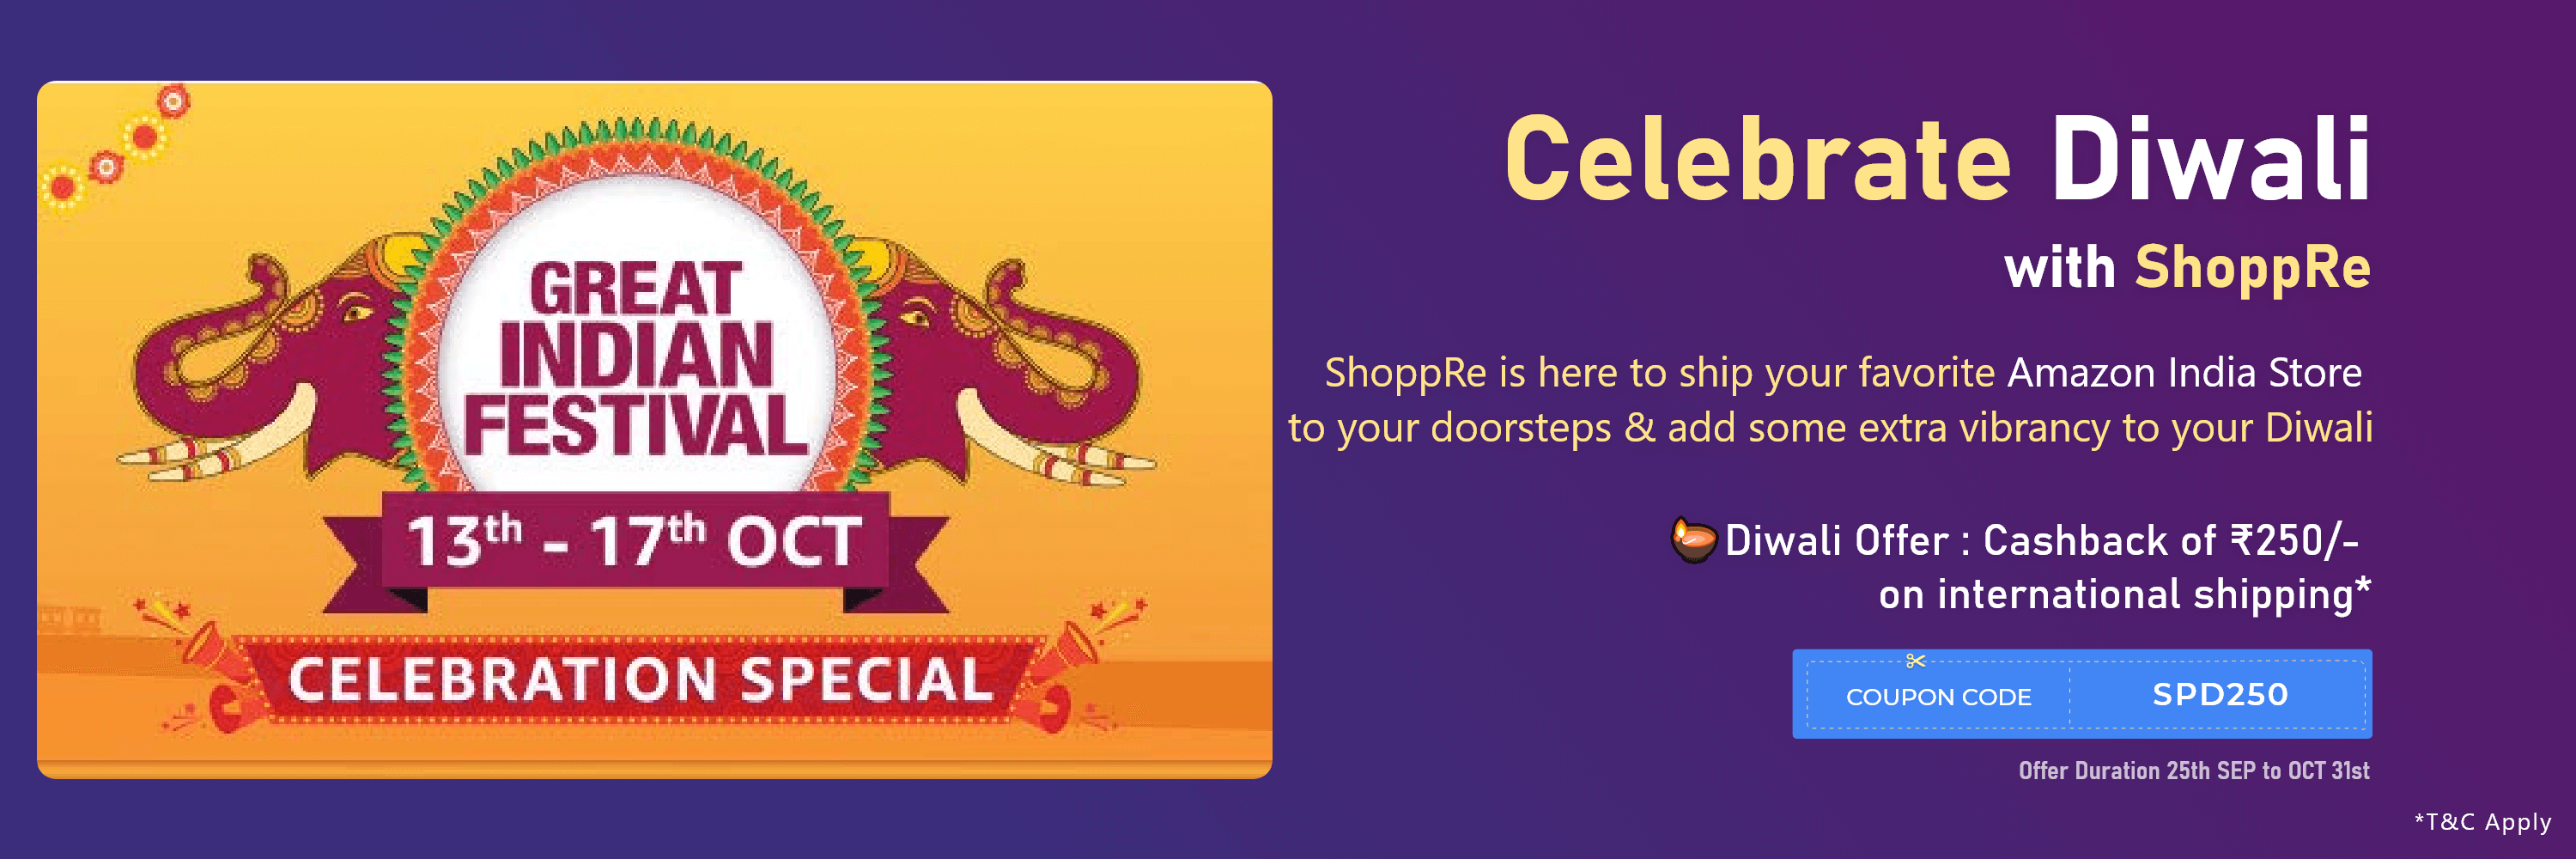 GREAT
INDIAN
FESTIVAL
13th - 17th OCT
CELEBRATION SPECIAL
Celebrate Diwali
with ShoppRe
ShoppRe is here to ship your favorite Amazon India Store
to your doorsteps & add some extra vibrancy to your Diwali
Diwali Offer : Cashback of ₹250/-
on international shipping*
COUPON CODE SPD250
Offer Duration 25th SEP to OCT 31st
*T&C Apply